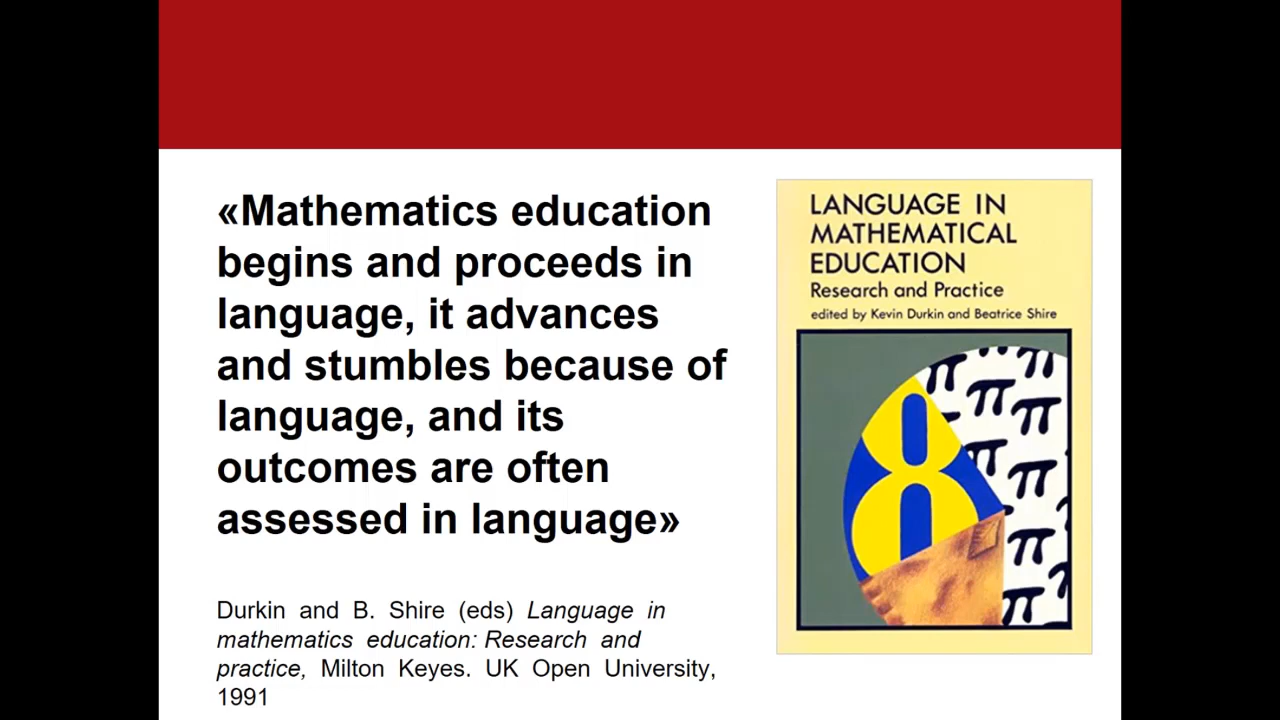 «Mathematics education
begins and proceeds in
language, it advances
and stumbles because of
language, and its
outcomes are often
assessed in language»
Durkin and B. Shire (eds) Language in
mathematics education: Research and
practice, Milton Keyes. UK Open University,
1991
LANGUAGE IN
MATHEMATICAL
EDUCATION
Research and Practice
edited by Kevin Durkin and Beatrice Shire
8
π
π
π
π
π
π
π
π
π